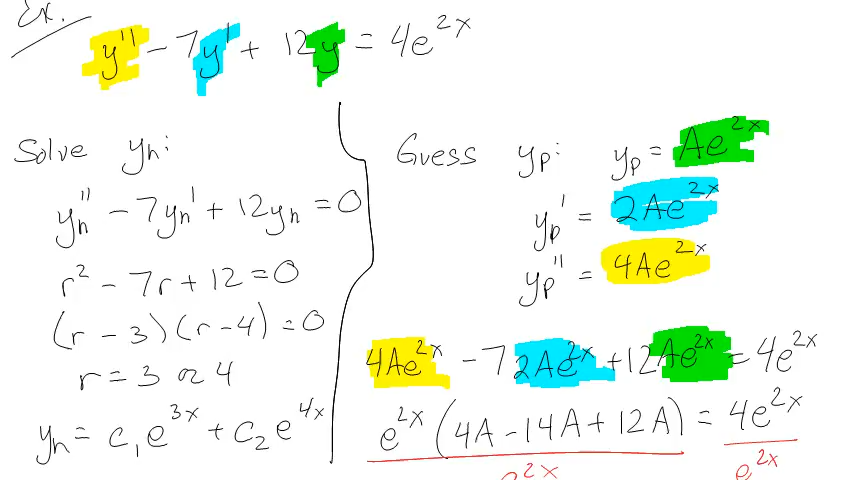 Ex.
y'' - 7y' + 12y = 4e^{2x}
Solve y_h:
y_h'' - 7y_h' + 12y_h = 0
r^2 - 7r + 12 = 0
(r - 3)(r - 4) = 0
r = 3 or 4
y_h = c_1e^{3x} + c_2e^{4x}
Guess y_p: y_p = Ae^{2x}
y_p' = 2Ae^{2x}
y_p'' = 4Ae^{2x}
4Ae^{2x} - 7 2Ae^{2x} + 12Ae^{2x} = 4e^{2x}
e^{2x}(4A - 14A + 12A) = 4e^{2x}
e^{2x} e^{2x}